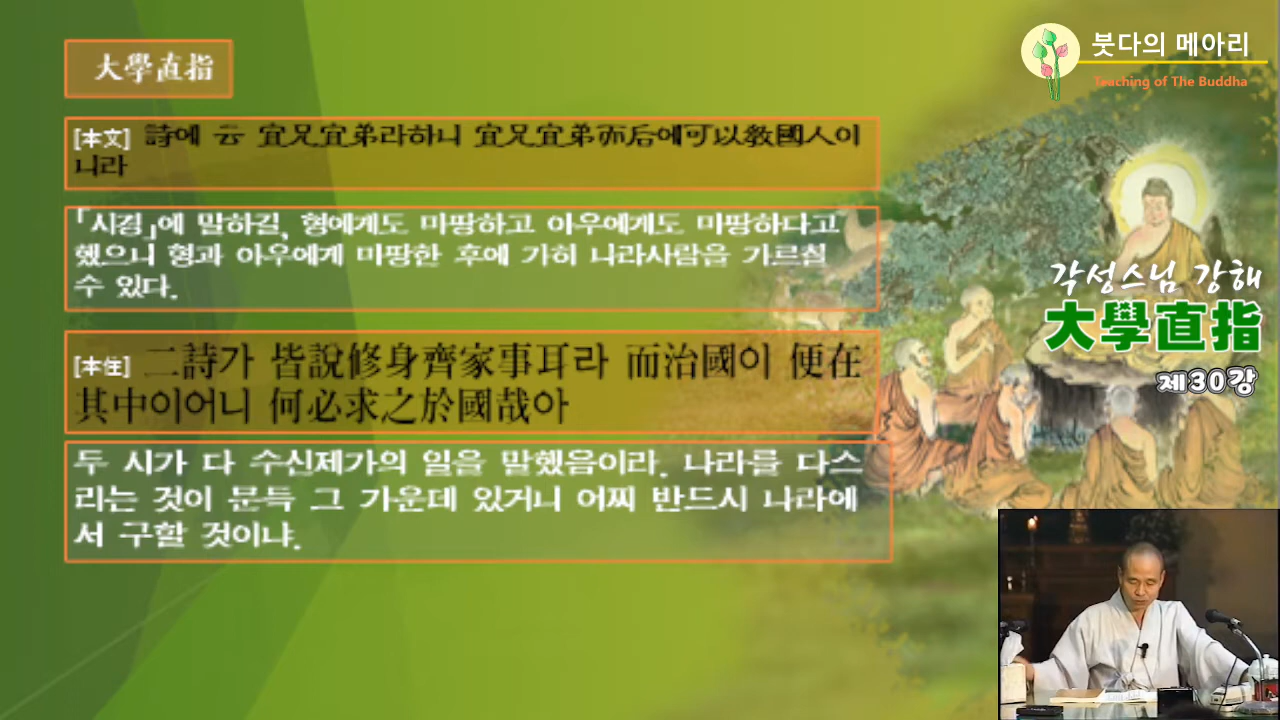 大學直指
[本文] 詩에 云 宜兄宜弟라하니 宜兄宜弟而后에可以敎國人이
니라
「시경」에 말하길, 형에게도 마땅하고 아우에게도 마땅하다고
했으니 형과 아우에게 마땅한 후에 가히 나라사람을 가르칠
수 있다.
[本住] 二詩가 皆說修身齊家事耳라 而治國이 便在
其中이어니 何必求之於國哉아
두 시가 다 수신제가의 일을 말했음이라. 나라를 다스
리는 것이 문득 그 가운데 있거니 어찌 반드시 나라에
서 구할 것이냐.
붓다의 메아리
Teaching of The Buddha
각성스님 강해
大學直指
제30강